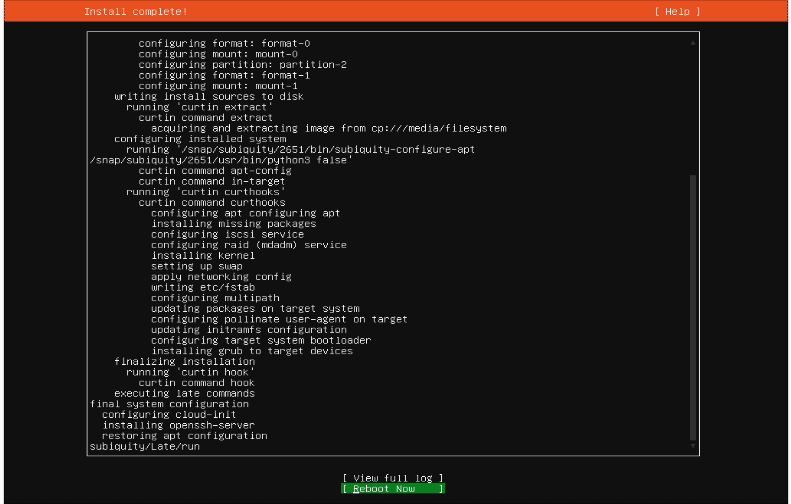 Install complete!
[ Help ]
configuring format: format-0
configuring mount: mount-0
configuring partition: partition-2
configuring format: format-1
configuring mount: mount-1
writing install sources to disk
running 'curtin extract'
curtin command extract
acquiring and extracting image from cp:///media/filesystem
configuring installed system
running '/snap/subiquity/2651/bin/subiquity-configure-apt
/snap/subiquity/2651/usr/bin/python3 false'
curtin command apt-config
curtin command in-target
running 'curtin curthooks'
curtin command curthooks
configuring apt configuring apt
installing missing packages
configuring iscsi service
configuring raid (mdadm) service
installing kernel
setting up swap
apply networking config
writing etc/fstab
configuring multipath
updating packages on target system
configuring pollinate user-agent on target
updating initramfs configuration
configuring target system bootloader
installing grub to target devices
finalizing installation
running 'curtin hook'
curtin command hook
executing late commands
final system configuration
configuring cloud-init
installing openssh-server
restoring apt configuration
subiquity/Late/run
[ View full log ]
[ Reboot Now ]